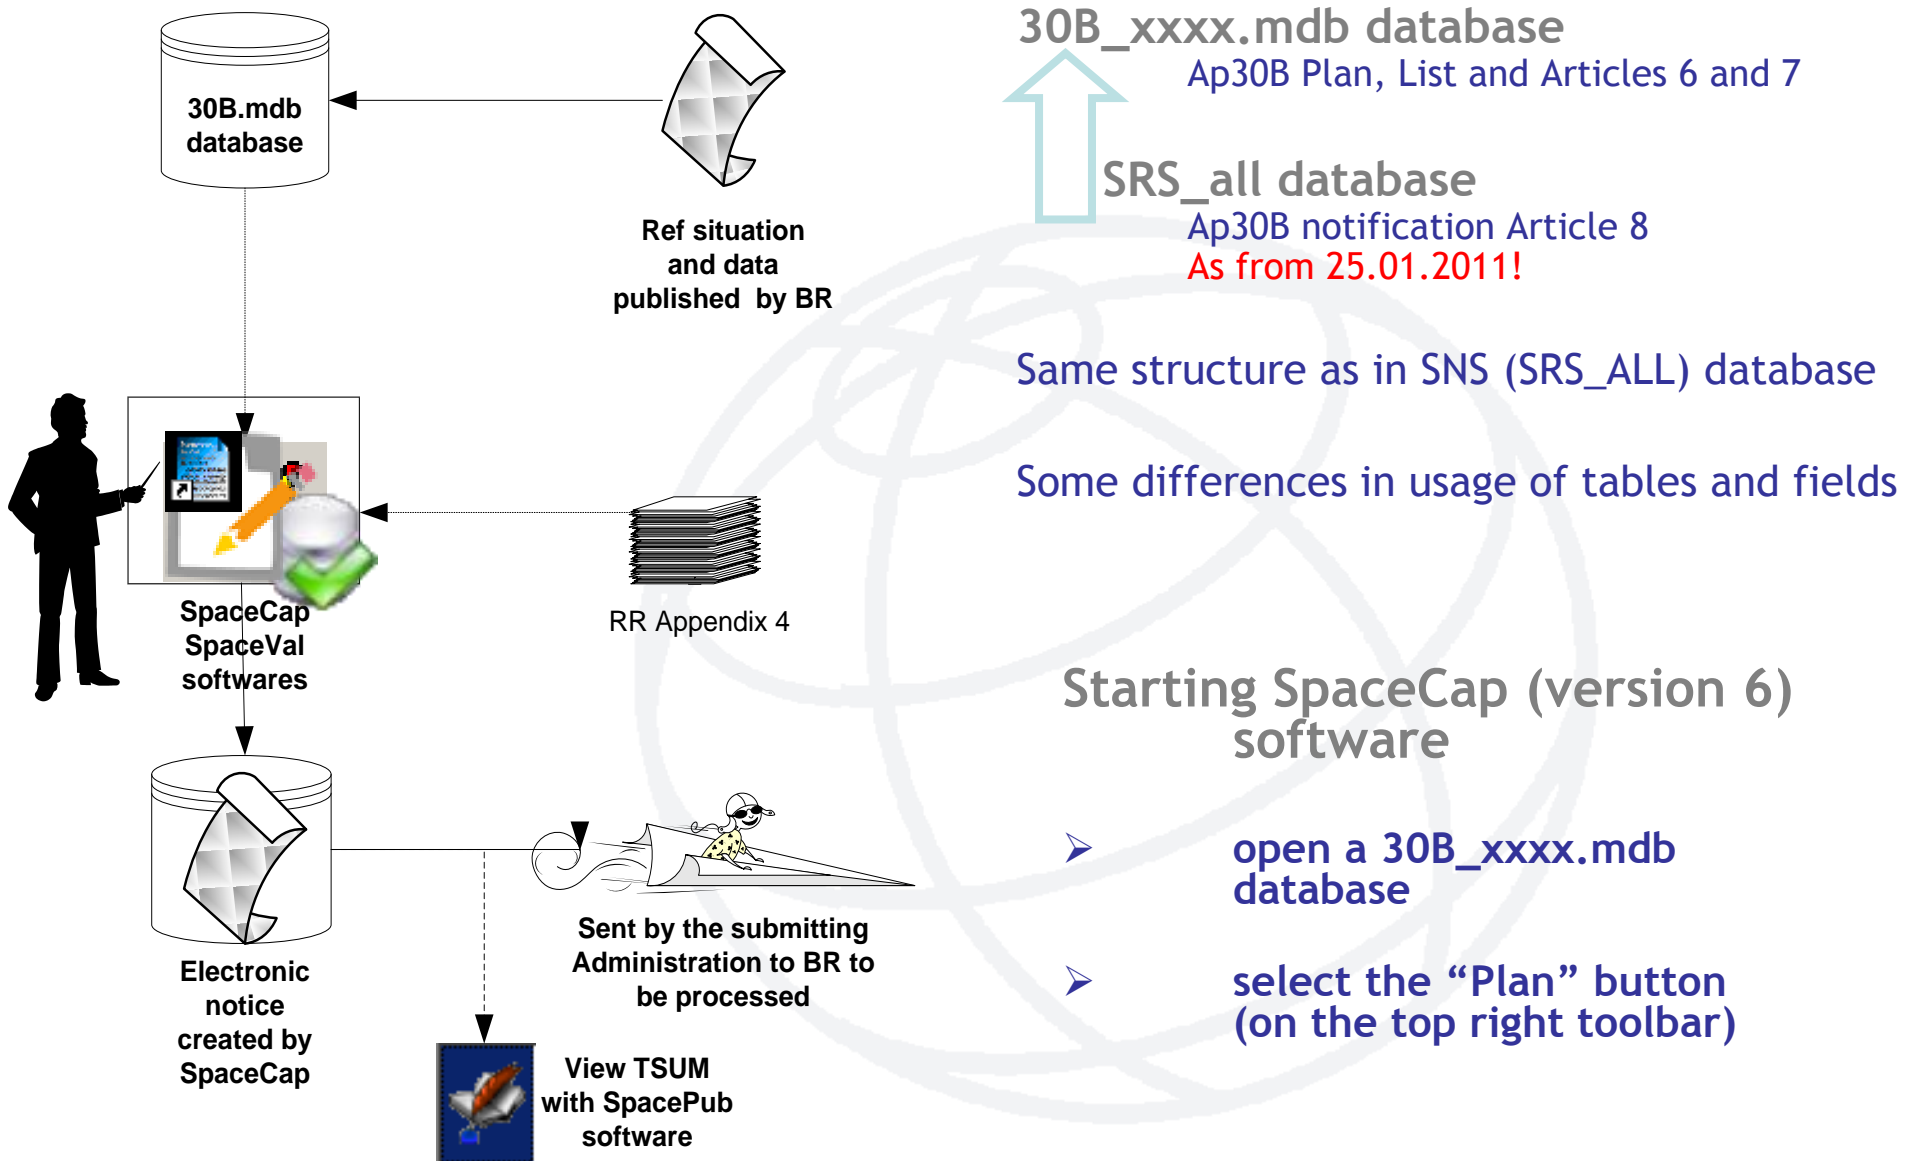 30B.mdb
database
Ref situation
and data
published by BR
SpaceCap
SpaceVal
softwares
RR Appendix 4
Electronic
notice
created by
SpaceCap
Sent by the submitting
Administration to BR to
be processed
View TSUM
with SpacePub
software
30B_xxxx.mdb database
Ap30B Plan, List and Articles 6 and 7
SRS_all database
Ap30B notification Article 8
As from 25.01.2011!
Same structure as in SNS (SRS_ALL) database
Some differences in usage of tables and fields
Starting SpaceCap (version 6)
software
➢ open a 30B_xxxx.mdb
database
➢ select the “Plan” button
(on the top right toolbar)